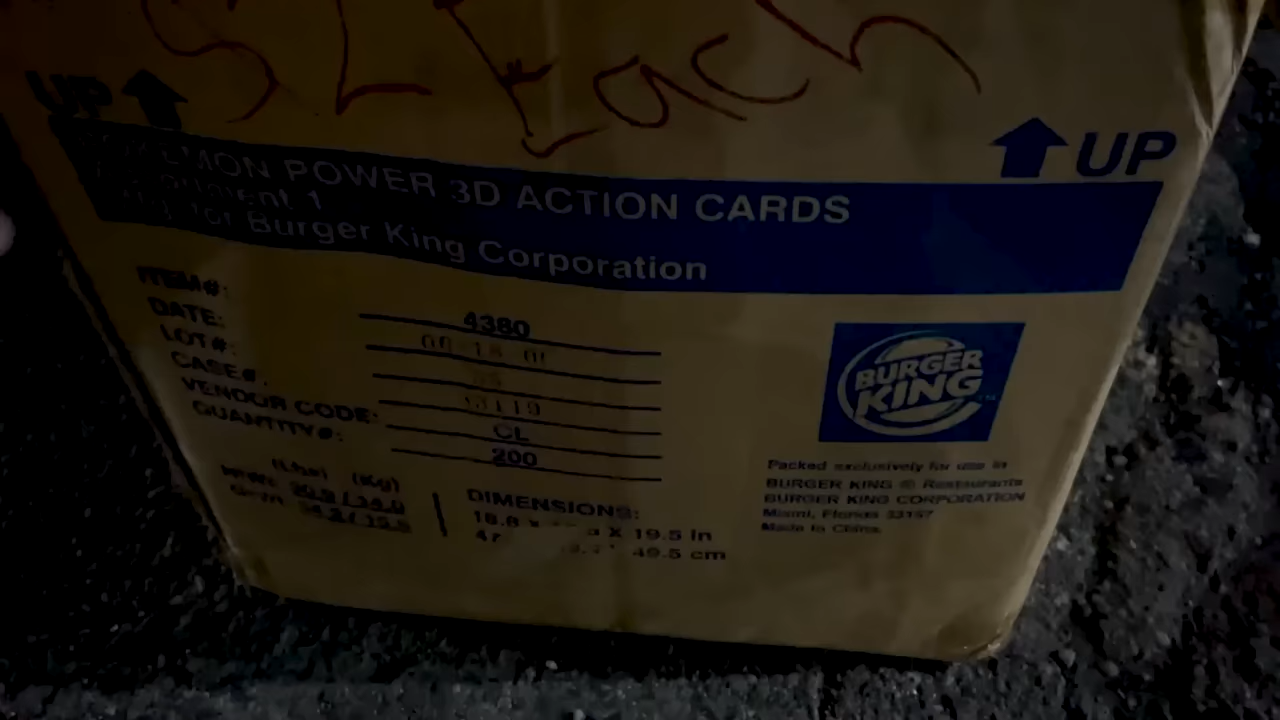 $2 Each
UP
UP
POKEMON POWER 3D ACTION CARDS
Assortment 1
for Burger King Corporation
ITEM#: 4380
DATE:
LOT#:
CASE#:
VENDOR CODE: CL
QUANTITY#: 200
(Lbs) (Kg)
DIMENSIONS:
18.8 X X 19.5 in
49.5 cm
BURGER KING
Packed exclusively for use in
BURGER KING ® Restaurants
BURGER KING CORPORATION
Miami, Florida 33157
Made in China.